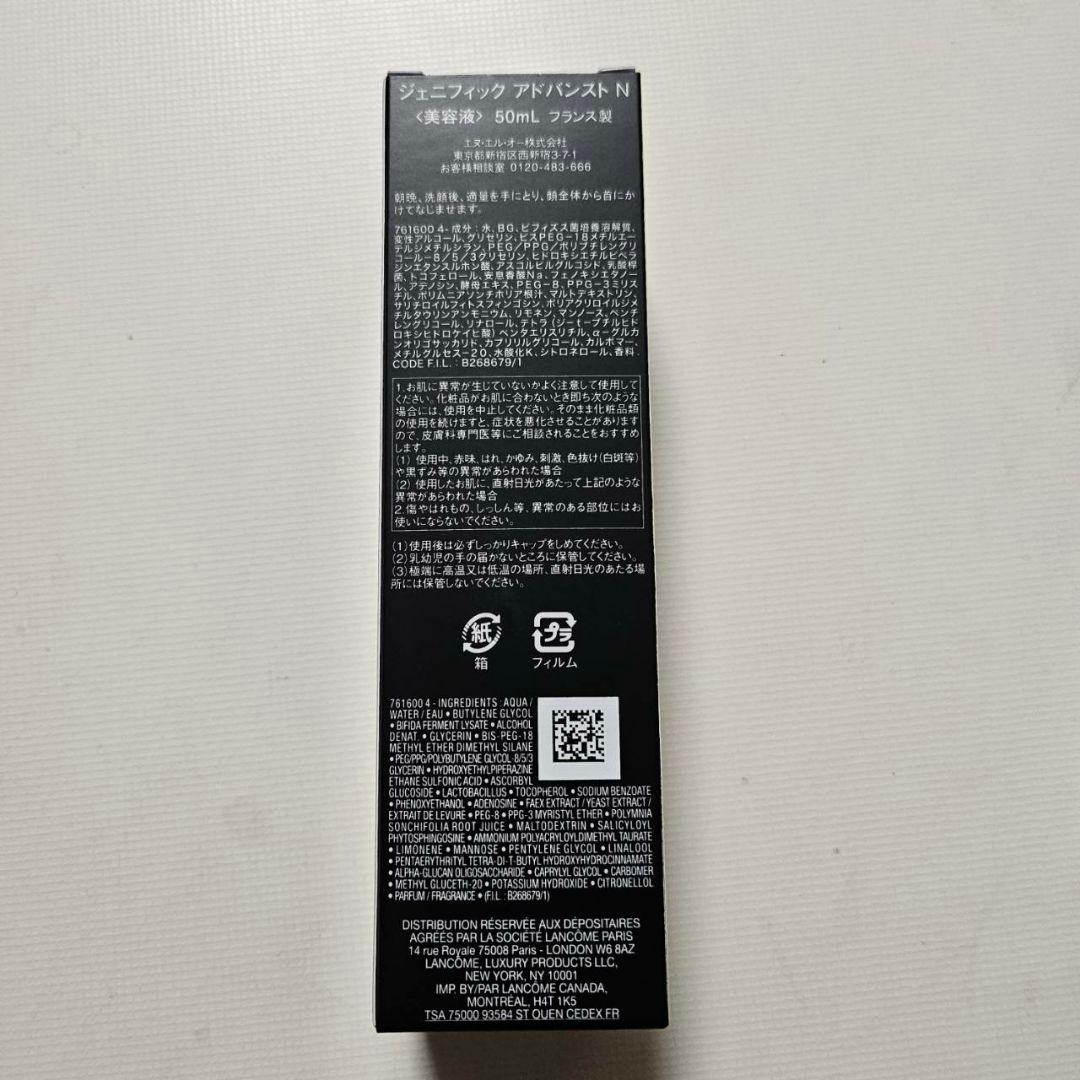 ジェニフィック アドバンスト N
〈美容液〉 50mL フランス製
エヌ・エル・オー株式会社
東京都新宿区西新宿3-7-1
お客様相談室 0120-483-666
朝晩、洗顔後、適量を手にとり、顔全体から首にか
けてなじませます。
761600 4- 成分 : 水、BG、ビフィズス菌培養溶解質、
変性アルコール、グリセリン、ビスPEG-18メチルエー
テルジメチルシラン、PEG/PPG/ポリブチレングリ
コール-8/5/3グリセリン、ヒドロキシエチルピペラ
ジンエタンスルホン酸、アスコルビルグルコシド、乳酸桿
菌、トコフェロール、安息香酸Na、フェノキシエタノー
ル、アデノシン、酵母エキス、PEG-8、PPG-3ミリス
チル、ポリムニアソンチホリア根汁、マルトデキストリン、
サリチロイルフィトスフィンゴシン、ポリアクリロイルジメ
チルタウリンアンモニウム、リモネン、マンノース、ペンチ
レングリコール、リナロール、テトラ(ジ-t-ブチルヒド
ロキシヒドロケイヒ酸)ペンタエリスリチル、α-グルカ
ンオリゴサッカリド、カプリリルグリコール、カルボマー、
メチルグルセス-20、水酸化K、シトロネロール、香料.
CODE F.I.L. : B268679/1
1. お肌に異常が生じていないかよく注意して使用して
ください。化粧品がお肌に合わないとき即ち次のような
場合には、使用を中止してください。そのまま化粧品類
の使用を続けますと、症状を悪化させることがあります
ので、皮膚科専門医等にご相談されることをおすすめ
します。
(1) 使用中、赤味、はれ、かゆみ、刺激、色抜け(白斑等)
や黒ずみ等の異常があらわれた場合
(2) 使用したお肌に、直射日光があたって上記のような
異常があらわれた場合
2. 傷やはれもの、しっしん等、異常のある部位にはお
使いにならないでください。
(1)使用後は必ずしっかりキャップをしめてください。
(2)乳幼児の手の届かないところに保管してください。
(3)極端に高温又は低温の場所、直射日光のあたる場
所には保管しないでください。
紙 プラ
箱 フィルム
761600 4 - INGREDIENTS : AQUA /
WATER / EAU • BUTYLENE GLYCOL
• BIFIDA FERMENT LYSATE • ALCOHOL
DENAT. • GLYCERIN • BIS-PEG-18
METHYL ETHER DIMETHYL SILANE
• PEG/PPG/POLYBUTYLENE GLYCOL-8/5/3
GLYCERIN • HYDROXYETHYLPIPERAZINE
ETHANE SULFONIC ACID • ASCORBYL
GLUCOSIDE • LACTOBACILLUS • TOCOPHEROL • SODIUM BENZOATE
• PHENOXYETHANOL • ADENOSINE • FAEX EXTRACT / YEAST EXTRACT /
EXTRAIT DE LEVURE • PEG-8 • PPG-3 MYRISTYL ETHER • POLYMNIA
SONCHIFOLIA ROOT JUICE • MALTODEXTRIN • SALICYLOYL
PHYTOSPHINGOSINE • AMMONIUM POLYACRYLOYLDIMETHYL TAURATE
• LIMONENE • MANNOSE • PENTYLENE GLYCOL • LINALOOL
• PENTAERYTHRITYL TETRA-DI-T-BUTYL HYDROXYHYDROCINNAMATE
• ALPHA-GLUCAN OLIGOSACCHARIDE • CAPRYLYL GLYCOL • CARBOMER
• METHYL GLUCETH-20 • POTASSIUM HYDROXIDE • CITRONELLOL
• PARFUM / FRAGRANCE • (F.I.L. : B268679/1)
DISTRIBUTION RÉSERVÉE AUX DÉPOSITAIRES
AGRÉES PAR LA SOCIÉTÉ LANCÔME PARIS
14 rue Royale 75008 Paris - LONDON W6 8AZ
LANCÔME, LUXURY PRODUCTS LLC,
NEW YORK, NY 10001
IMP. BY/PAR LANCÔME CANADA,
MONTRÉAL, H4T 1K5
TSA 75000 93584 ST OUEN CEDEX FR